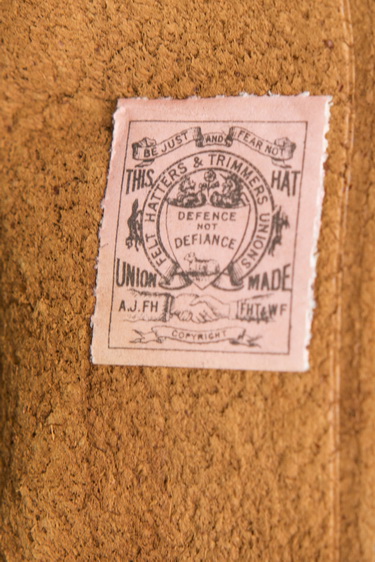 BE JUST AND FEAR NOT
THIS HAT
FELT HATTERS & TRIMMERS UNIONS
DEFENCE
NOT
DEFIANCE
UNION MADE
A.J.FH FHT&WF
COPYRIGHT